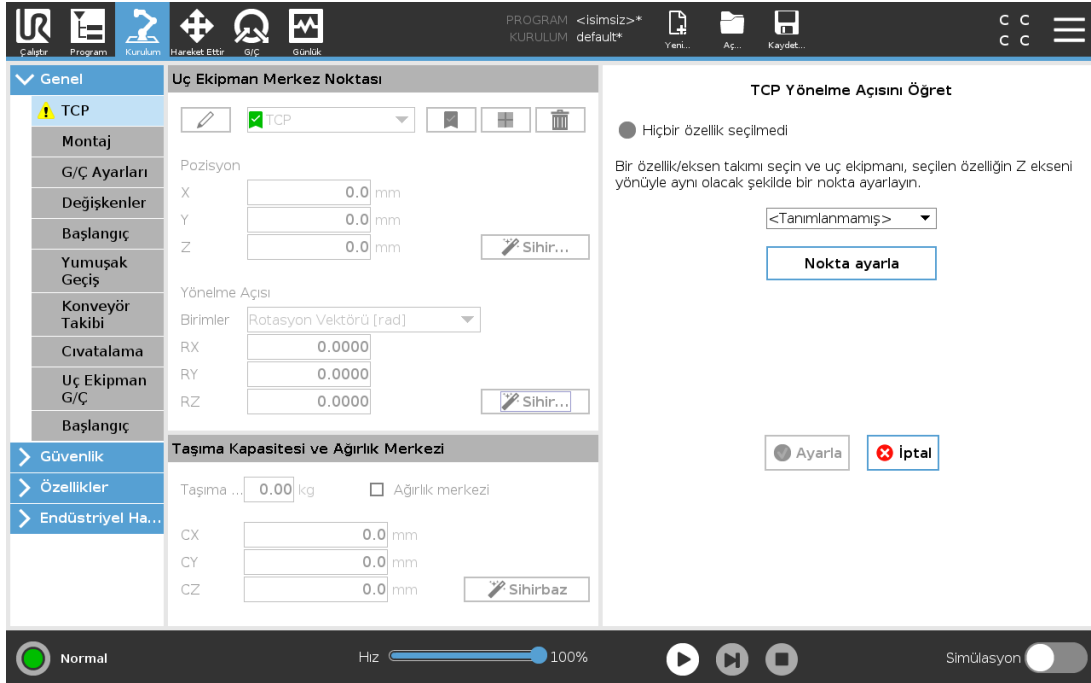 UR
PROGRAM <isimsiz>*
KURULUM default*
C C
C C
Çalıştır Program Kurulum Hareket Ettir G/Ç Günlük Yeni... Aç... Kaydet...
Genel
TCP
Montaj
G/Ç Ayarları
Değişkenler
Başlangıç
Yumuşak
Geçiş
Konveyör
Takibi
Cıvatalama
Uç Ekipman
G/Ç
Başlangıç
Güvenlik
Özellikler
Endüstriyel Ha...
Uç Ekipman Merkez Noktası
TCP
Pozisyon
X 0.0 mm
Y 0.0 mm
Z 0.0 mm Sihir...
Yönelme Açısı
Birimler Rotasyon Vektörü [rad]
RX 0.0000
RY 0.0000
RZ 0.0000 Sihir...
Taşıma Kapasitesi ve Ağırlık Merkezi
Taşıma ... 0.00 kg Ağırlık merkezi
CX 0.0 mm
CY 0.0 mm
CZ 0.0 mm Sihirbaz
TCP Yönelme Açısını Öğret
Hiçbir özellik seçilmedi
Bir özellik/eksen takımı seçin ve uç ekipmanı, seçilen özelliğin Z ekseni
yönüyle aynı olacak şekilde bir nokta ayarlayın.
<Tanımlanmamış>
Nokta ayarla
Ayarla İptal
Normal Hız 100% Simülasyon